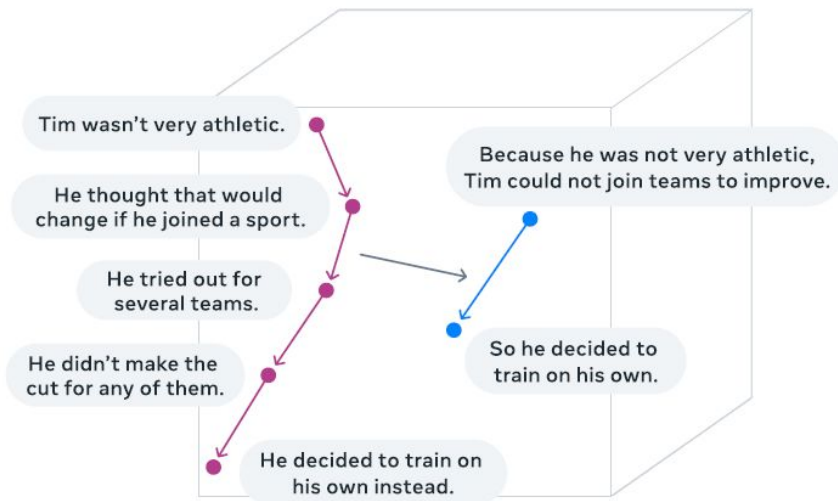 Tim wasn't very athletic.
He thought that would
change if he joined a sport.
He tried out for
several teams.
He didn't make the
cut for any of them.
He decided to train on
his own instead.
Because he was not very athletic,
Tim could not join teams to improve.
So he decided to
train on his own.